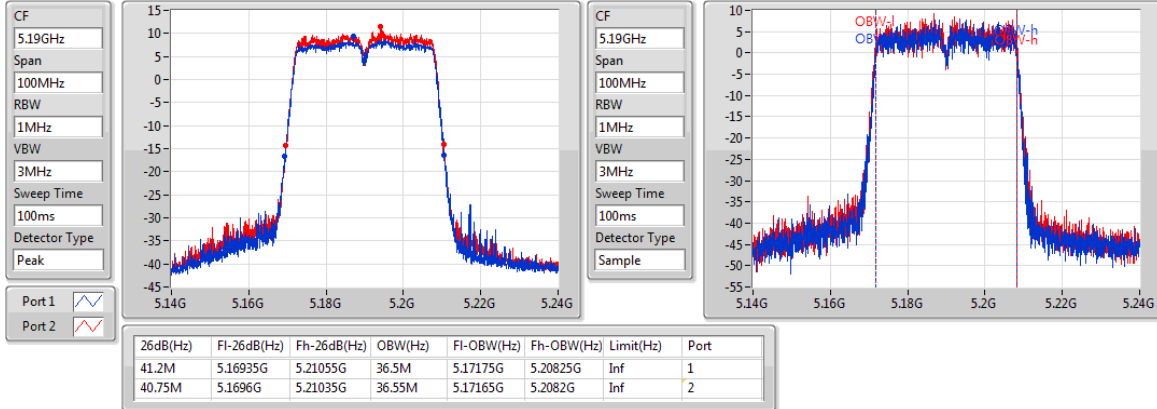 CF
5.19GHz
Span
100MHz
RBW
1MHz
VBW
3MHz
Sweep Time
100ms
Detector Type
Peak
Port 1
Port 2
15
10
5
0
-5
-10
-15
-20
-25
-30
-35
-40
-45
5.14G 5.16G 5.18G 5.2G 5.22G 5.24G
CF
5.19GHz
Span
100MHz
RBW
1MHz
VBW
3MHz
Sweep Time
100ms
Detector Type
Sample
10
5
0
-5
-10
-15
-20
-25
-30
-35
-40
-45
-50
-55
OBW-l
5.14G 5.16G 5.18G 5.2G 5.22G 5.24G
26dB(Hz) Fl-26dB(Hz) Fh-26dB(Hz) OBW(Hz) Fl-OBW(Hz) Fh-OBW(Hz) Limit(Hz) Port
41.2M 5.16935G 5.21055G 36.5M 5.17175G 5.20825G Inf 1
40.75M 5.1696G 5.21035G 36.55M 5.17165G 5.2082G Inf 2